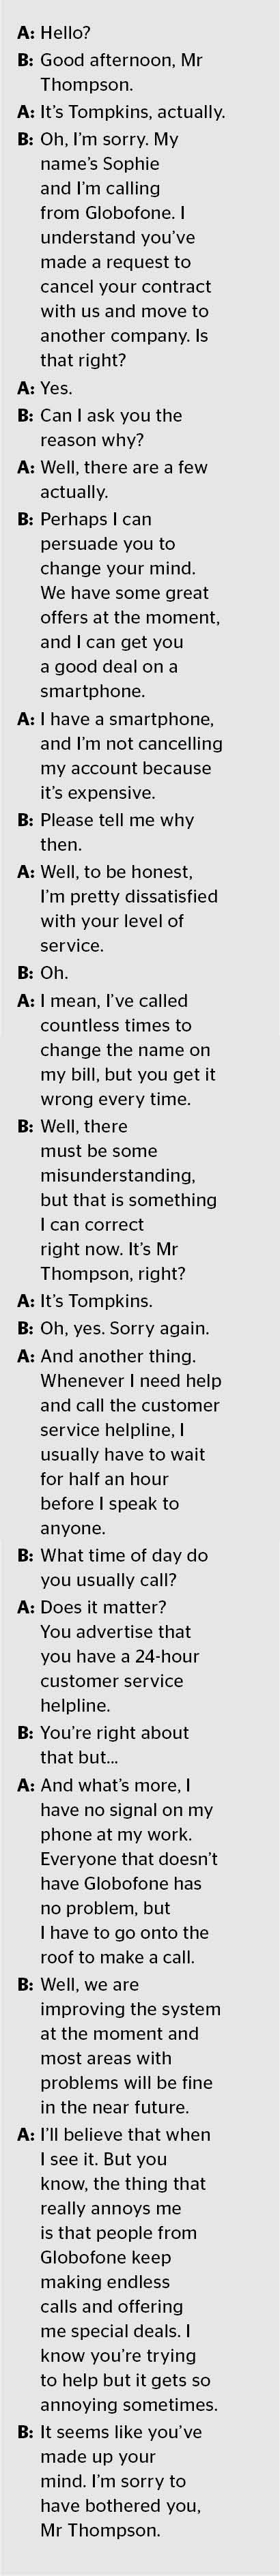 A: Hello?
B: Good afternoon, Mr
Thompson.
A: It's Tompkins, actually.
B: Oh, I'm sorry. My
name's Sophie
and I'm calling
from Globofone. I
understand you've
made a request to
cancel your contract
with us and move to
another company. Is
that right?
A: Yes.
B: Can I ask you the
reason why?
A: Well, there are a few
actually.
B: Perhaps I can
persuade you to
change your mind.
We have some great
offers at the moment,
and I can get you
a good deal on a
smartphone.
A: I have a smartphone,
and I'm not cancelling
my account because
it's expensive.
B: Please tell me why
then.
A: Well, to be honest,
I'm pretty dissatisfied
with your level of
service.
B: Oh.
A: I mean, I've called
countless times to
change the name on
my bill, but you get it
wrong every time.
B: Well, there
must be some
misunderstanding,
but that is something
I can correct
right now. It's Mr
Thompson, right?
A: It's Tompkins.
B: Oh, yes. Sorry again.
A: And another thing.
Whenever I need help
and call the customer
service helpline, I
usually have to wait
for half an hour
before I speak to
anyone.
B: What time of day do
you usually call?
A: Does it matter?
You advertise that
you have a 24-hour
customer service
helpline.
B: You're right about
that but...
A: And what's more, I
have no signal on my
phone at my work.
Everyone that doesn't
have Globofone has
no problem, but
I have to go onto the
roof to make a call.
B: Well, we are
improving the system
at the moment and
most areas with
problems will be fine
in the near future.
A: I'll believe that when
I see it. But you
know, the thing that
really annoys me
is that people from
Globofone keep
making endless
calls and offering
me special deals. I
know you're trying
to help but it gets so
annoying sometimes.
B: It seems like you've
made up your
mind. I'm sorry to
have bothered you,
Mr Thompson.